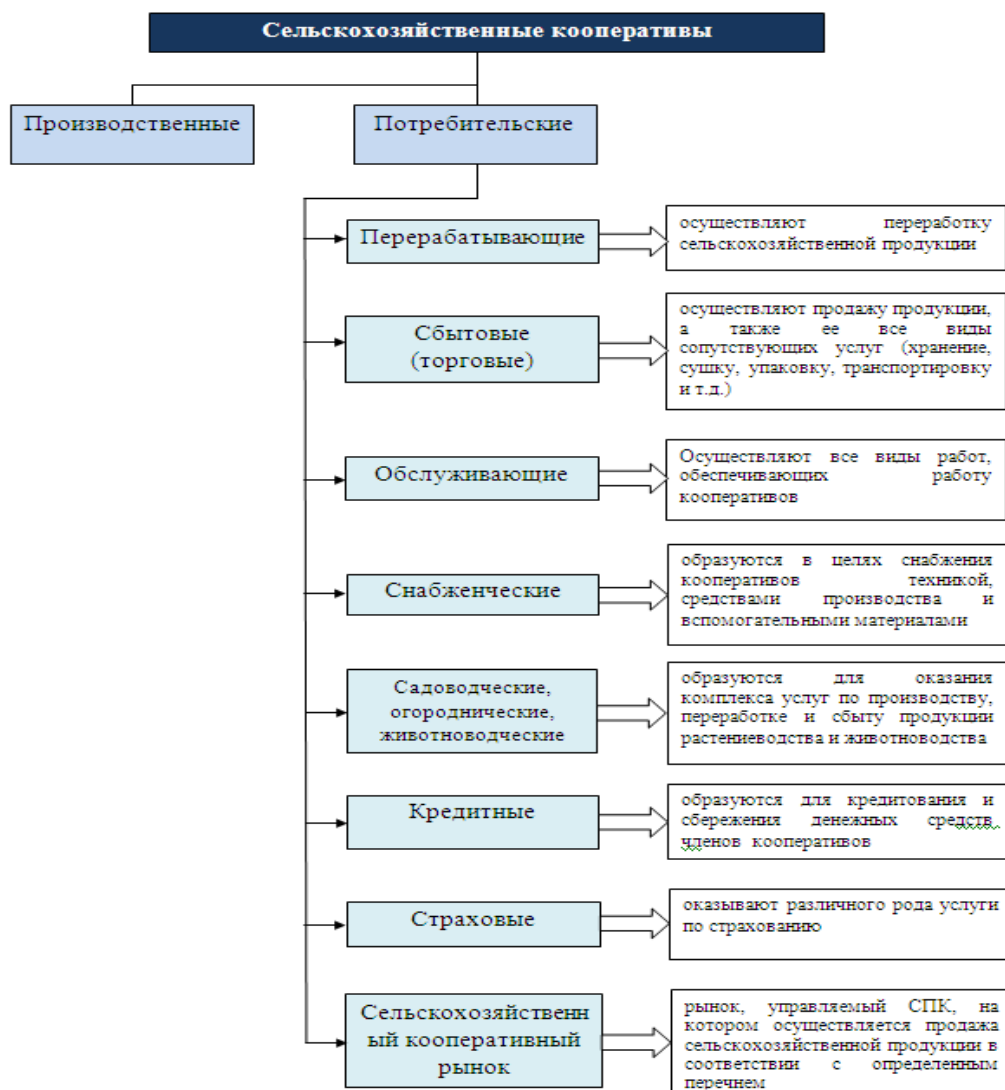 Сельскохозяйственные кооперативы
Производственные
Потребительские
Перерабатывающие
осуществляют переработку
сельскохозяйственной продукции
Сбытовые
(торговые)
осуществляют продажу продукции,
а также ее все виды
сопутствующих услуг (хранение,
сушку, упаковку, транспортировку
и т.д.)
Обслуживающие
Осуществляют все виды работ,
обеспечивающих работу
кооперативов
Снабженческие
образуются в целях снабжения
кооперативов техникой,
средствами производства и
вспомогательными материалами
Садоводческие,
огороднические,
животноводческие
образуются для оказания
комплекса услуг по производству,
переработке и сбыту продукции
растениеводства и животноводства
Кредитные
образуются для кредитования и
сбережения денежных средств
членов кооперативов
Страховые
оказывают различного рода услуги
по страхованию
Сельскохозяйственн
ый кооперативный
рынок
рынок, управляемый СПК, на
котором осуществляется продажа
сельскохозяйственной продукции в
соответствии с определенным
перечнем